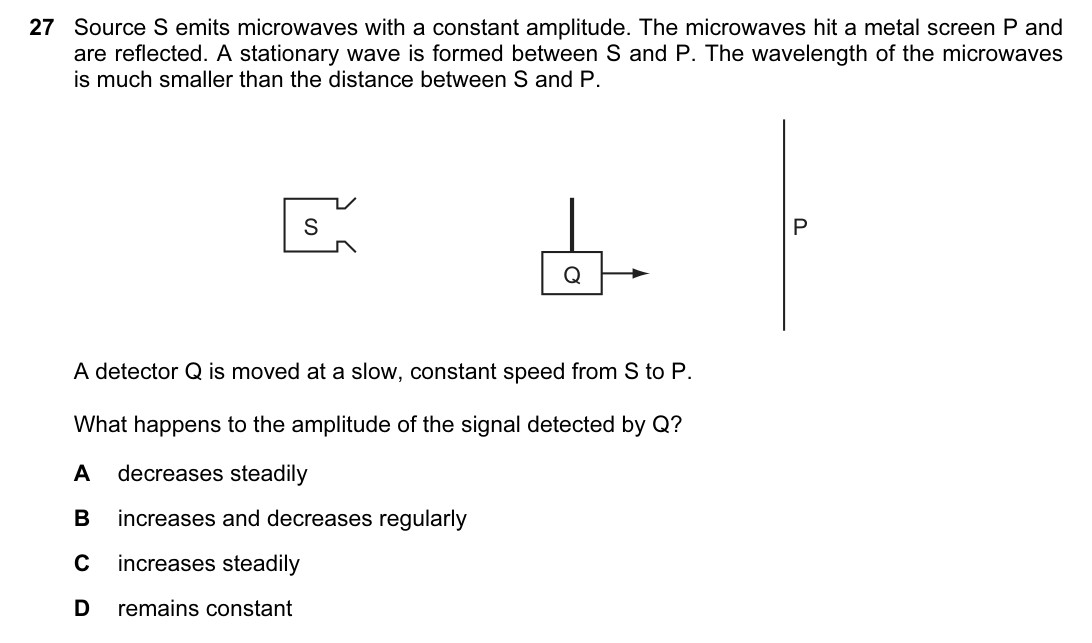 27 Source S emits microwaves with a constant amplitude. The microwaves hit a metal screen P and
are reflected. A stationary wave is formed between S and P. The wavelength of the microwaves
is much smaller than the distance between S and P.
S
P
Q
A detector Q is moved at a slow, constant speed from S to P.
What happens to the amplitude of the signal detected by Q?
A decreases steadily
B increases and decreases regularly
C increases steadily
D remains constant